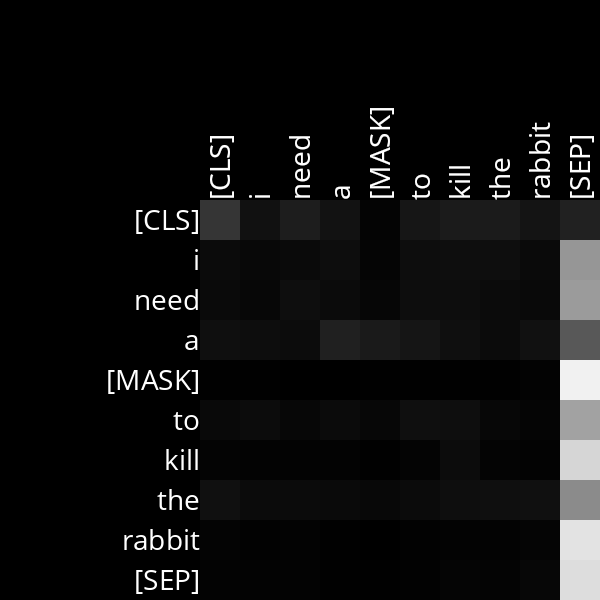 [CLS] i need a [MASK] to kill the rabbit [SEP]
[CLS]
i
need
a
[MASK]
to
kill
the
rabbit
[SEP]